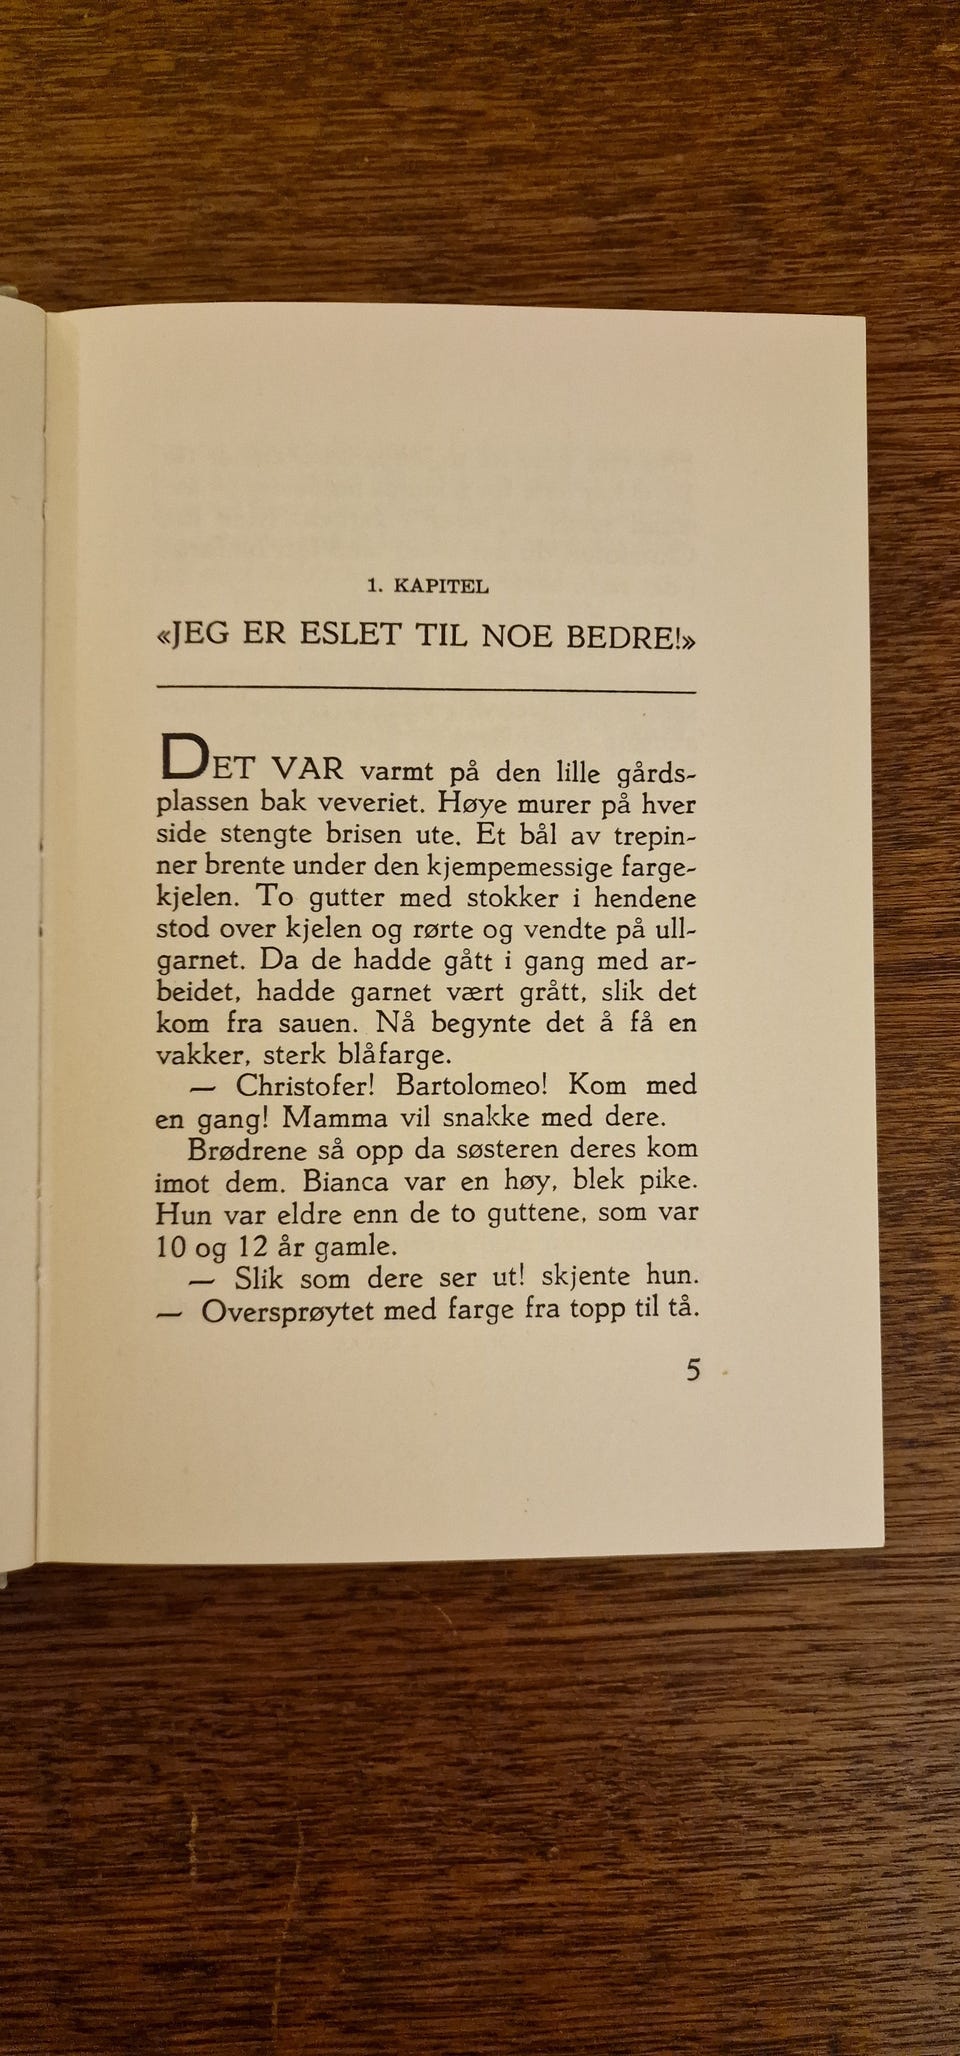 1. KAPITEL
«JEG ER ESLET TIL NOE BEDRE!»
DET VAR varmt på den lille gårds-
plassen bak veveriet. Høye murer på hver
side stengte brisen ute. Et bål av trepin-
ner brente under den kjempemessige farge-
kjelen. To gutter med stokker i hendene
stod over kjelen og rørte og vendte på ull-
garnet. Da de hadde gått i gang med ar-
beidet, hadde garnet vært grått, slik det
kom fra sauen. Nå begynte det å få en
vakker, sterk blåfarge.
— Christofer! Bartolomeo! Kom med
en gang! Mamma vil snakke med dere.
Brødrene så opp da søsteren deres kom
imot dem. Bianca var en høy, blek pike.
Hun var eldre enn de to guttene, som var
10 og 12 år gamle.
— Slik som dere ser ut! skjente hun.
— Oversprøytet med farge fra topp til tå.
5